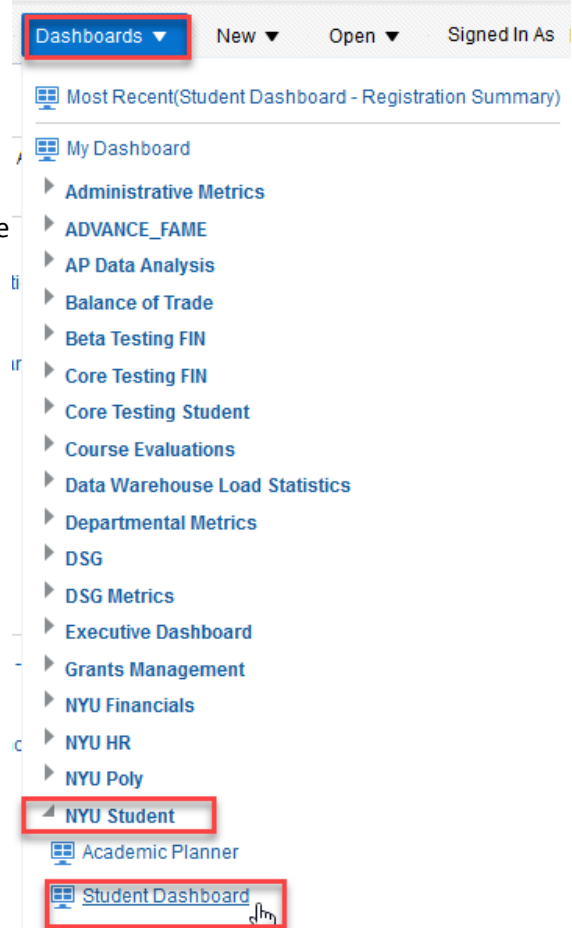 Dashboards New Open Signed In As
Most Recent(Student Dashboard - Registration Summary)
My Dashboard
Administrative Metrics
ADVANCE_FAME
AP Data Analysis
Balance of Trade
Beta Testing FIN
Core Testing FIN
Core Testing Student
Course Evaluations
Data Warehouse Load Statistics
Departmental Metrics
DSG
DSG Metrics
Executive Dashboard
Grants Management
NYU Financials
NYU HR
NYU Poly
NYU Student
Academic Planner
Student Dashboard